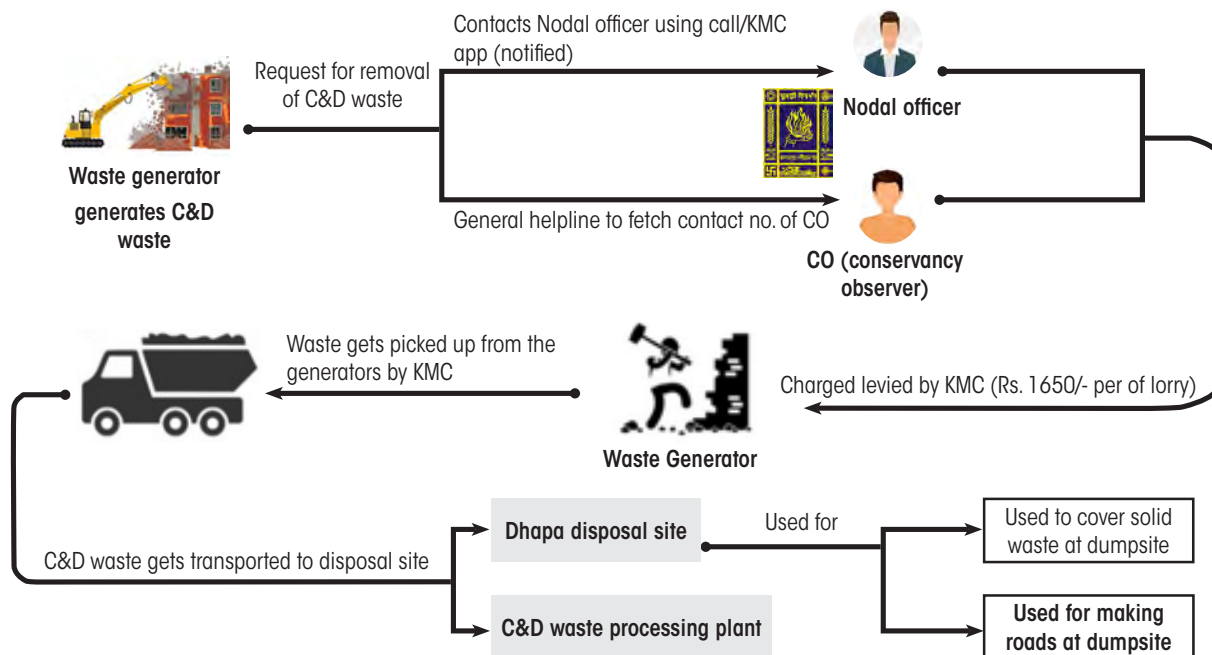 Contacts Nodal officer using call/KMC
app (notified)
Request for removal
of C&D waste
Nodal officer
Waste generator
generates C&D
waste
General helpline to fetch contact no. of CO
CO (conservancy
observer)
Waste gets picked up from the
generators by KMC
Charged levied by KMC (Rs. 1650/- per of lorry)
Waste Generator
C&D waste gets transported to disposal site
Dhapa disposal site
Used for
Used to cover solid
waste at dumpsite
C&D waste processing plant
Used for making
roads at dumpsite